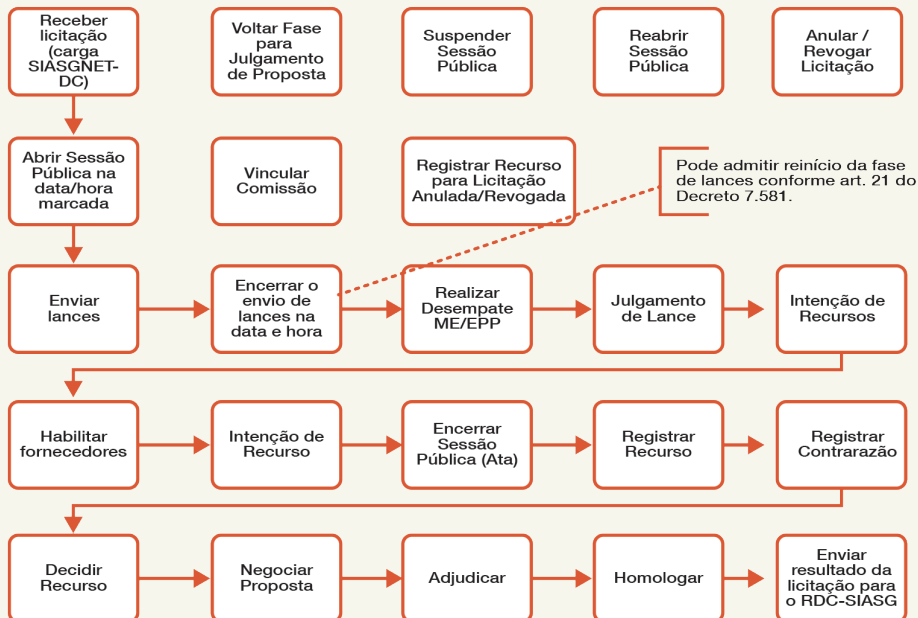 Receber
licitação
(carga
SIASGNET-
DC)
Voltar Fase
para
Julgamento
de Proposta
Suspender
Sessão
Pública
Reabrir
Sessão
Pública
Anular /
Revogar
Licitação
Abrir Sessão
Pública na
data/hora
marcada
Vincular
Comissão
Registrar Recurso
para Licitação
Anulada/Revogada
Pode admitir reinício da fase
de lances conforme art. 21 do
Decreto 7.581.
Enviar
lances
Encerrar o
envio de
lances na
data e hora
Realizar
Desempate
ME/EPP
Julgamento
de Lance
Intenção de
Recursos
Habilitar
fornecedores
Intenção de
Recurso
Encerrar
Sessão
Pública (Ata)
Registrar
Recurso
Registrar
Contrarazão
Decidir
Recurso
Negociar
Proposta
Adjudicar
Homologar
Enviar
resultado da
licitação para
o RDC-SIASG